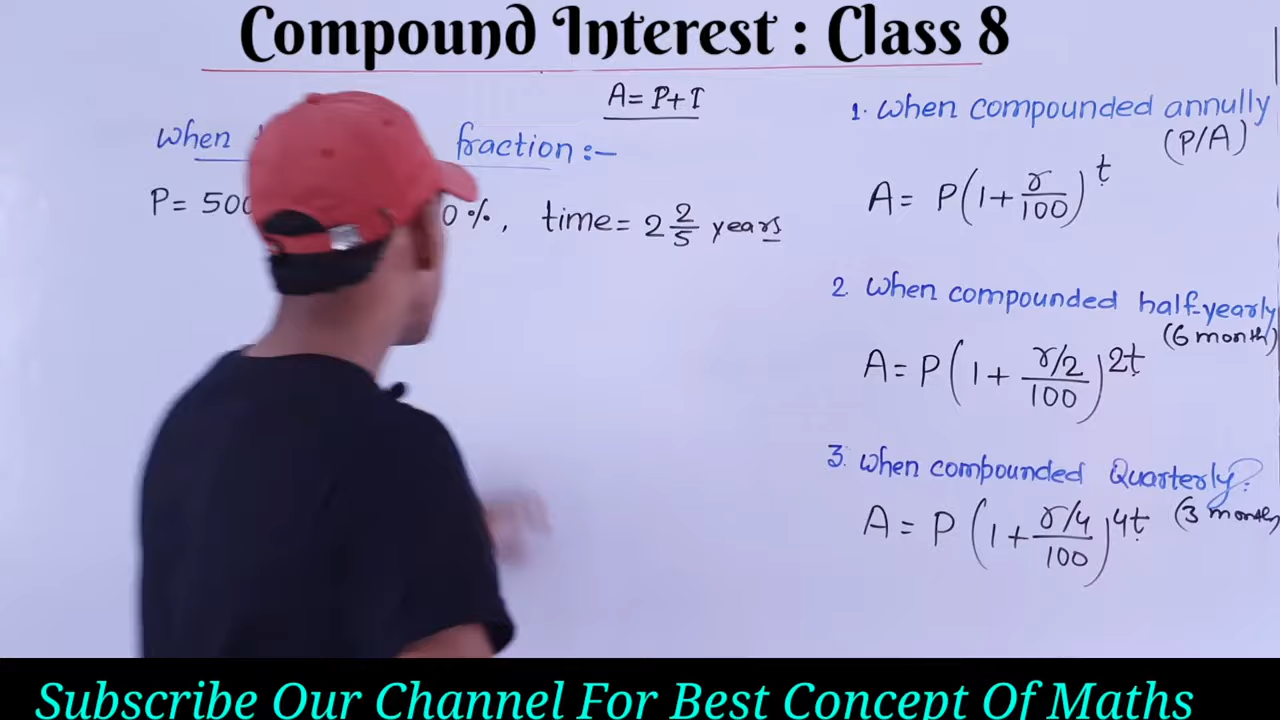 Compound Interest : Class 8
A = P+I
When fraction :-
P= 500 0%, time= 2 2/5 years
1. when compounded annully
(P/A)
A= P(1+ r/100)^t
2. when compounded half-yearly
(6 month)
A= P(1+ r/2/100)^2t
3. when compounded Quarterly:
(3 month)
A= P(1+ r/4/100)^4t
Subscribe Our Channel For Best Concept Of Maths